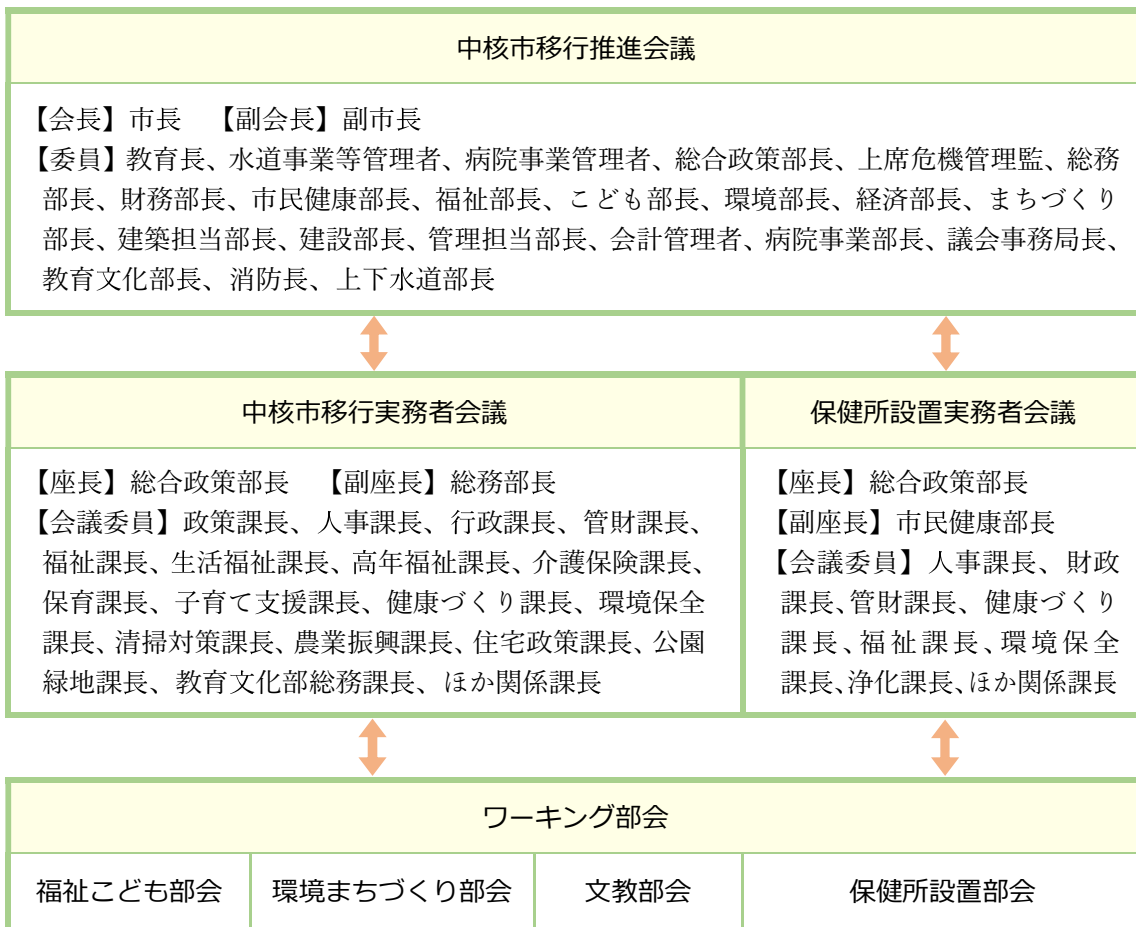 中核市移行推進会議
【会長】市長　【副会長】副市長
【委員】教育長、水道事業等管理者、病院事業管理者、総合政策部長、上席危機管理監、総務
部長、財務部長、市民健康部長、福祉部長、こども部長、環境部長、経済部長、まちづくり
部長、建築担当部長、建設部長、管理担当部長、会計管理者、病院事業部長、議会事務局長、
教育文化部長、消防長、上下水道部長
中核市移行実務者会議
【座長】総合政策部長　【副座長】総務部長
【会議委員】政策課長、人事課長、行政課長、管財課長、
福祉課長、生活福祉課長、高年福祉課長、介護保険課長、
保育課長、子育て支援課長、健康づくり課長、環境保全
課長、清掃対策課長、農業振興課長、住宅政策課長、公園
緑地課長、教育文化部総務課長、ほか関係課長
保健所設置実務者会議
【座長】総合政策部長
【副座長】市民健康部長
【会議委員】人事課長、財政
課長、管財課長、健康づくり
課長、福祉課長、環境保全
課長、浄化課長、ほか関係課長
ワーキング部会
福祉こども部会
環境まちづくり部会
文教部会
保健所設置部会